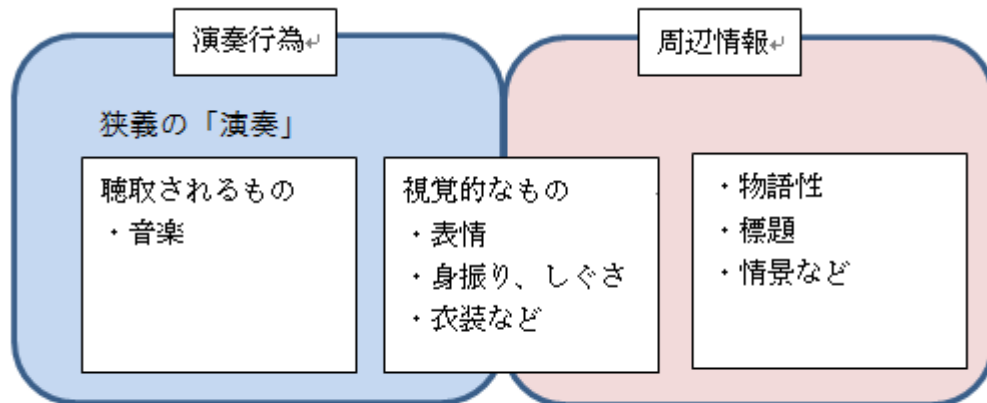 演奏行為↵
周辺情報↵
狭義の「演奏」
聴取されるもの
・音楽
視覚的なもの
・表情
・身振り、しぐさ
・衣装など
・物語性
・標題
・情景など